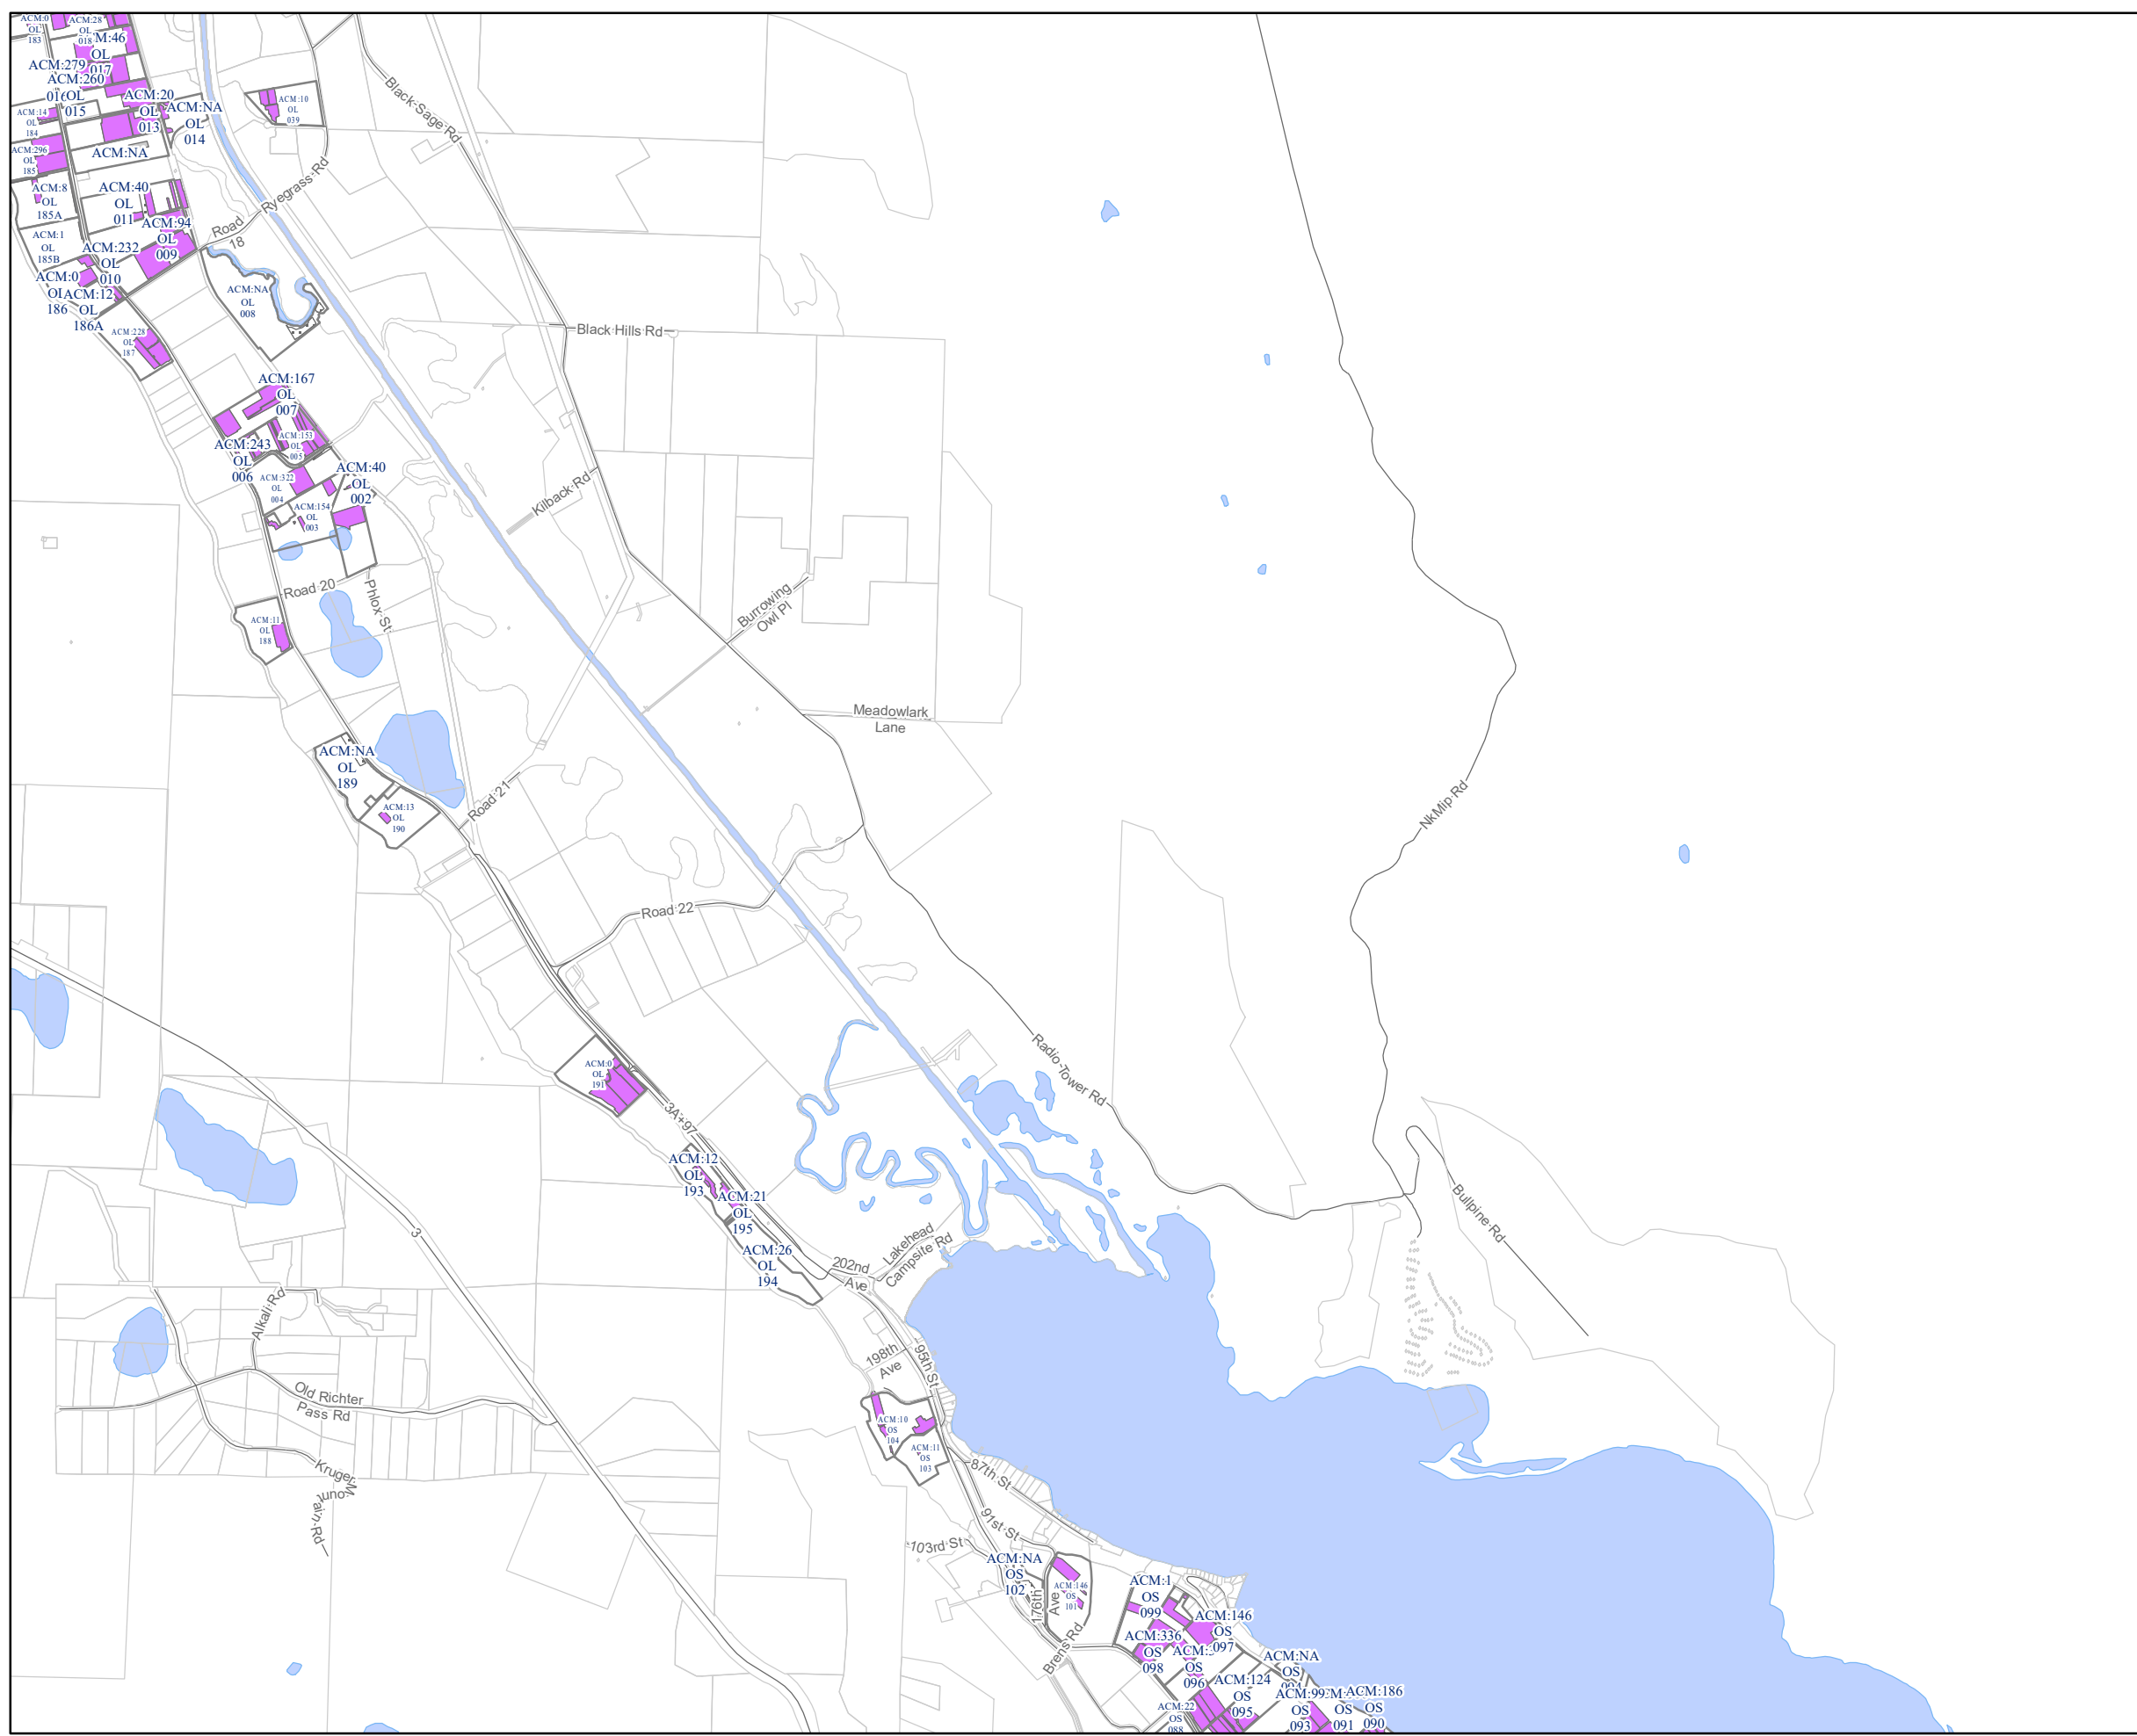 ACM:0
OL
183
ACM:28
OL
018
M:46
OL
017
ACM:279
016
ACM:260
OL
015
ACM:20
OL
013
ACM:NA
OL
014
ACM:14
OL
184
ACM:296
OL
185
ACM:NA
ACM:10
OL
039
Black Sage Rd
ACM:8
OL
185A
ACM:40
OL
011
Ryegrass Rd
Road
18
ACM:94
OL
009
ACM:1
OL
185B
ACM:232
OL
010
ACM:0
OL
186
ACM:12
OL
186A
ACM:NA
OL
008
ACM:228
OL
187
Black Hills Rd
ACM:167
OL
007
ACM:153
OL
005
ACM:243
OL
006
ACM:322
OL
004
ACM:40
OL
002
ACM:154
OL
003
Kilback Rd
Road 20
Phlox St
Burrowing
Owl Pl
ACM:11
OL
188
Meadowlark
Lane
ACM:NA
OL
189
ACM:13
OL
190
Road 21
NkMip Rd
Road 22
ACM:0
OL
191
Radio Tower Rd
3A+97
ACM:12
OL
193
ACM:21
OL
195
ACM:26
OL
194
Bullpine Rd
3
Lakehead
Campsite Rd
202nd
Ave
Alkali Rd
198th
Ave
95th St
Old Richter
Pass Rd
ACM:10
OS
104
ACM:11
OS
103
87th St
Kruger
Mount
ain Rd
91st St
103rd St
ACM:NA
OS
102
176th
Ave
ACM:146
OS
101
ACM:1
OS
099
ACM:146
OS
097
Brens Rd
ACM:336
OS
098
OS
096
ACM:NA
OS
094
ACM:124
OS
095
ACM:22
OS
088
OS
093
OS
091
ACM:186
OS
090